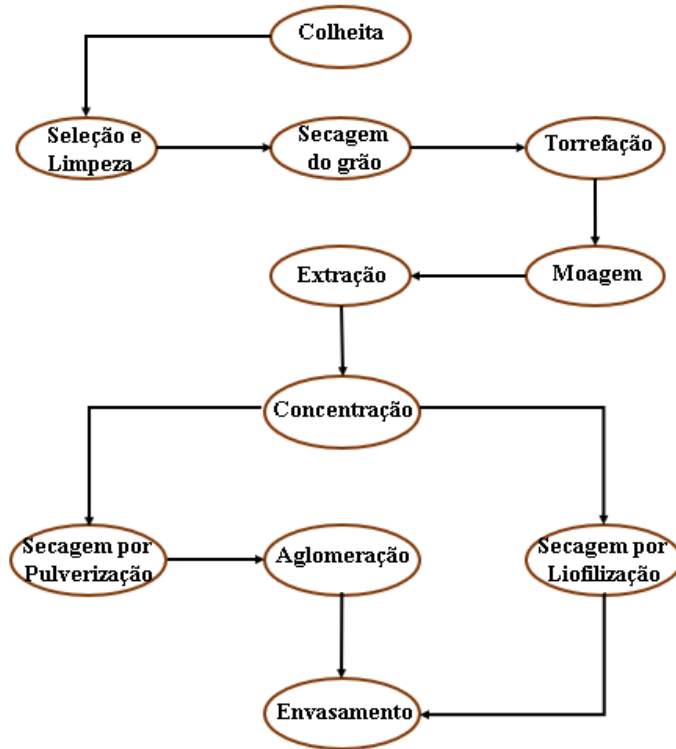 Colheita
Seleção e
Limpeza
Secagem
do grão
Torrefação
Extração
Moagem
Concentração
Secagem por
Pulverização
Aglomeração
Secagem por
Liofilização
Envasamento